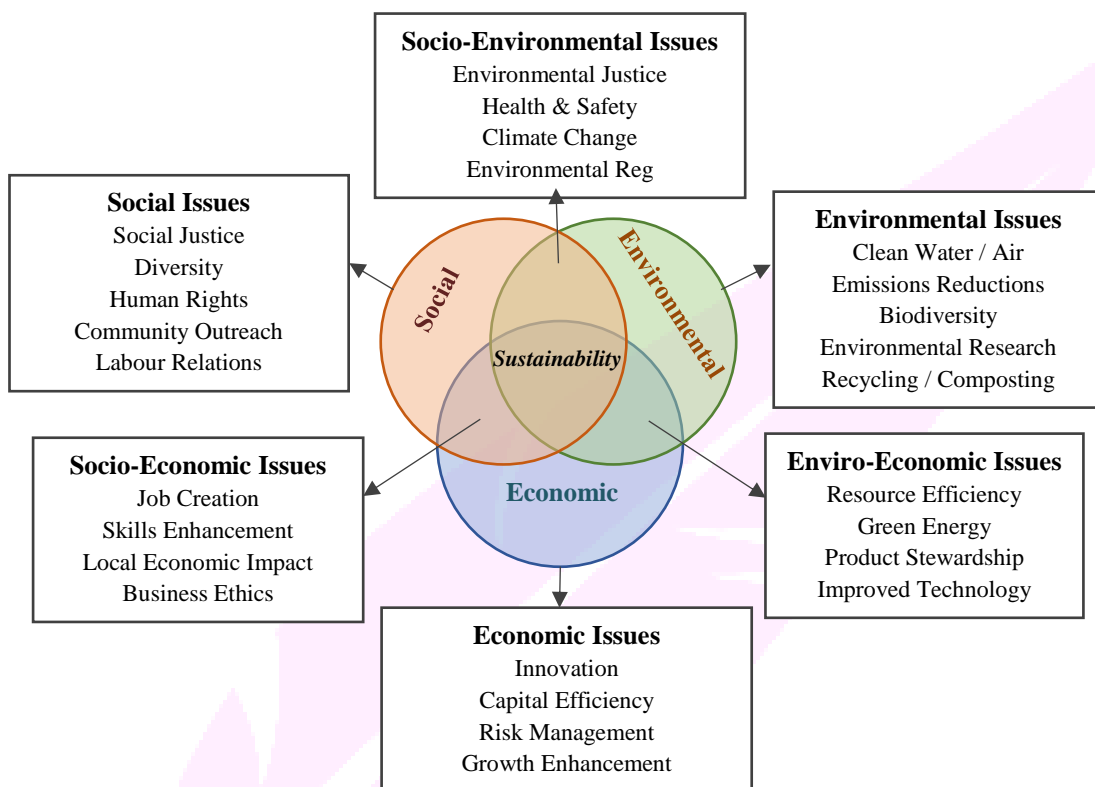 Socio-Environmental Issues
Environmental Justice
Health & Safety
Climate Change
Environmental Reg
Social Issues
Social Justice
Diversity
Human Rights
Community Outreach
Labour Relations
Environmental Issues
Clean Water / Air
Emissions Reductions
Biodiversity
Environmental Research
Recycling / Composting
Social
Environmental
Sustainability
Economic
Socio-Economic Issues
Job Creation
Skills Enhancement
Local Economic Impact
Business Ethics
Enviro-Economic Issues
Resource Efficiency
Green Energy
Product Stewardship
Improved Technology
Economic Issues
Innovation
Capital Efficiency
Risk Management
Growth Enhancement